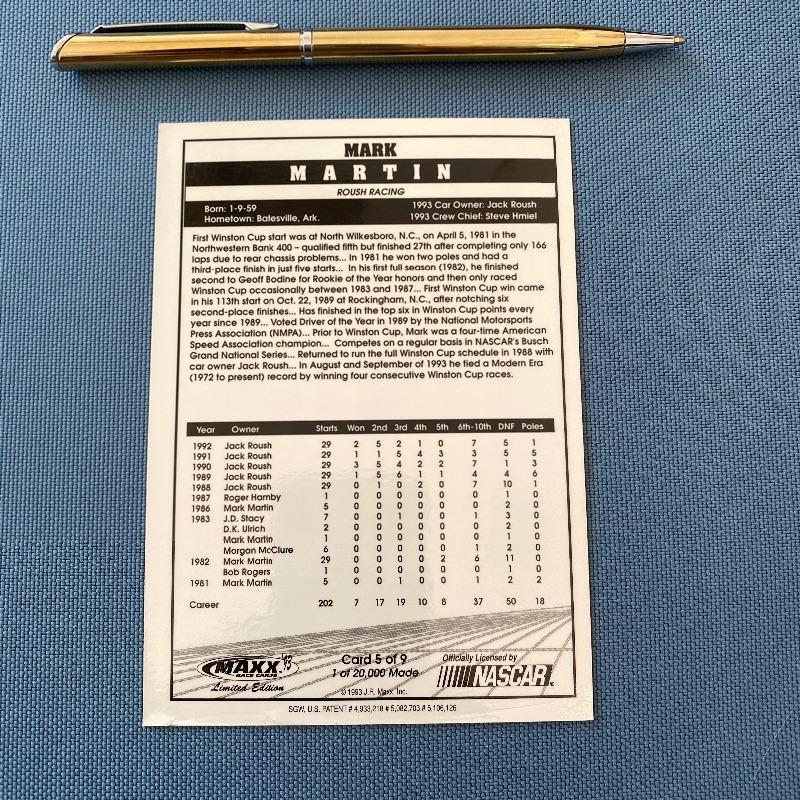 MARK
MARTIN
ROUSH RACING
Born: 1-9-59 1993 Car Owner: Jack Roush
Hometown: Batesville, Ark. 1993 Crew Chief: Steve Hmiel
First Winston Cup start was at North Wilkesboro, N.C., on April 5, 1981 in the
Northwestern Bank 400 – qualified fifth but finished 27th after completing only 166
laps due to rear chassis problems... In 1981 he won two poles and had a
third-place finish in just five starts... In his first full season (1982), he finished
second to Geoff Bodine for Rookie of the Year honors and then only raced
Winston Cup occasionally between 1983 and 1987... First Winston Cup win came
in his 113th start on Oct. 22, 1989 at Rockingham, N.C., after notching six
second-place finishes... Has finished in the top six in Winston Cup points every
year since 1989... Voted Driver of the Year in 1989 by the National Motorsports
Press Association (NMPA)... Prior to Winston Cup, Mark was a four-time American
Speed Association champion... Competes on a regular basis in NASCAR's Busch
Grand National Series... Returned to run the full Winston Cup schedule in 1988 with
car owner Jack Roush... In August and September of 1993 he tied a Modern Era
(1972 to present) record by winning four consecutive Winston Cup races.
Year Owner Starts Won 2nd 3rd 4th 5th 6th-10th DNF Poles
1992 Jack Roush 29 2 5 2 1 0 7 5 1
1991 Jack Roush 29 1 1 5 4 3 3 5 5
1990 Jack Roush 29 3 5 4 2 2 7 1 3
1989 Jack Roush 29 1 5 6 1 1 4 4 6
1988 Jack Roush 29 0 1 0 2 0 7 10 1
1987 Roger Hamby 1 0 0 0 0 0 0 1 0
1986 Mark Martin 5 0 0 0 0 0 0 2 0
1983 J.D. Stacy 7 0 0 1 0 0 1 3 0
D.K. Ulrich 2 0 0 0 0 0 0 2 0
Mark Martin 1 0 0 0 0 0 0 1 0
Morgan McClure 6 0 0 0 0 0 1 2 0
1982 Mark Martin 29 0 0 0 0 2 6 11 0
Bob Rogers 1 0 0 0 0 0 0 0 0
1981 Mark Martin 5 0 0 1 0 0 1 2 2
Career 202 7 17 19 10 8 37 50 18
MAXX '93
RACE CARDS
Limited Edition
Card 5 of 9
1 of 20,000 Made
© 1993 J.R. Maxx, Inc.
Officially Licensed by
NASCAR
SGW, U.S. PATENT # 4,933,218 # 5,082,703 # 5,106,126